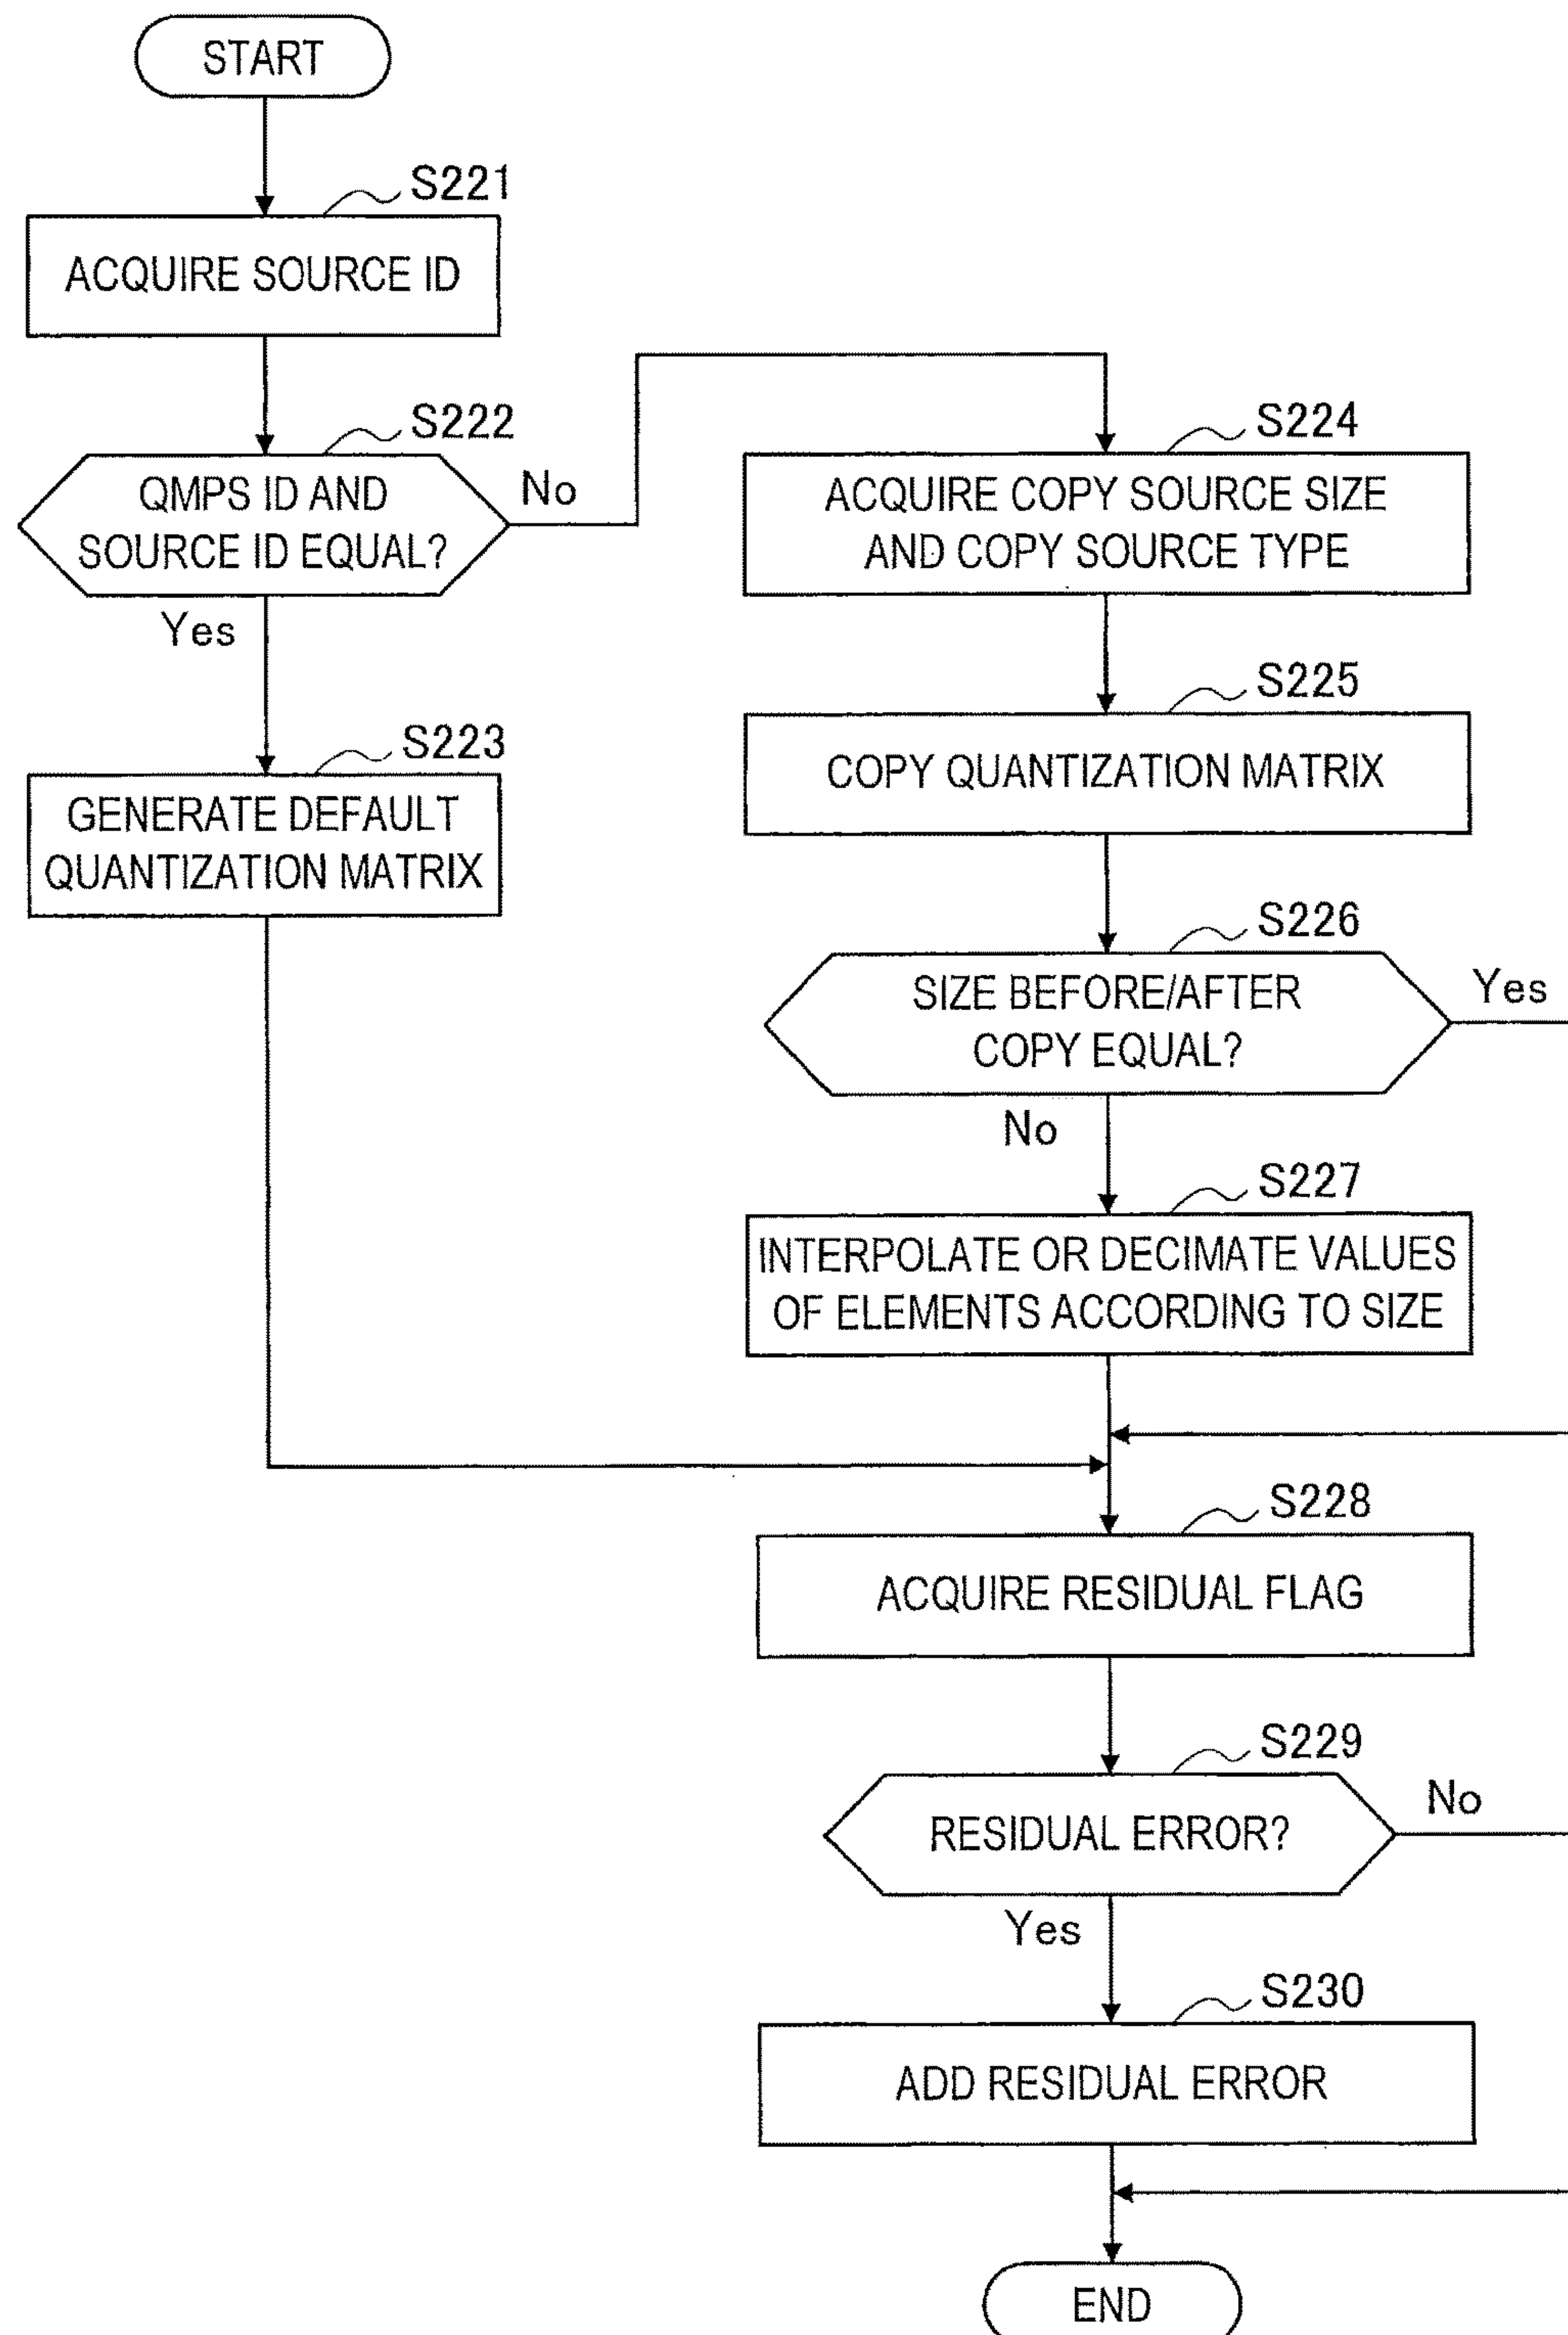 START
S221
ACQUIRE SOURCE ID
S222
QMPS ID AND
SOURCE ID EQUAL?
No
Yes
S223
GENERATE DEFAULT
QUANTIZATION MATRIX
S224
ACQUIRE COPY SOURCE SIZE
AND COPY SOURCE TYPE
S225
COPY QUANTIZATION MATRIX
S226
SIZE BEFORE/AFTER
COPY EQUAL?
Yes
No
S227
INTERPOLATE OR DECIMATE VALUES
OF ELEMENTS ACCORDING TO SIZE
S228
ACQUIRE RESIDUAL FLAG
S229
RESIDUAL ERROR?
No
Yes
S230
ADD RESIDUAL ERROR
END